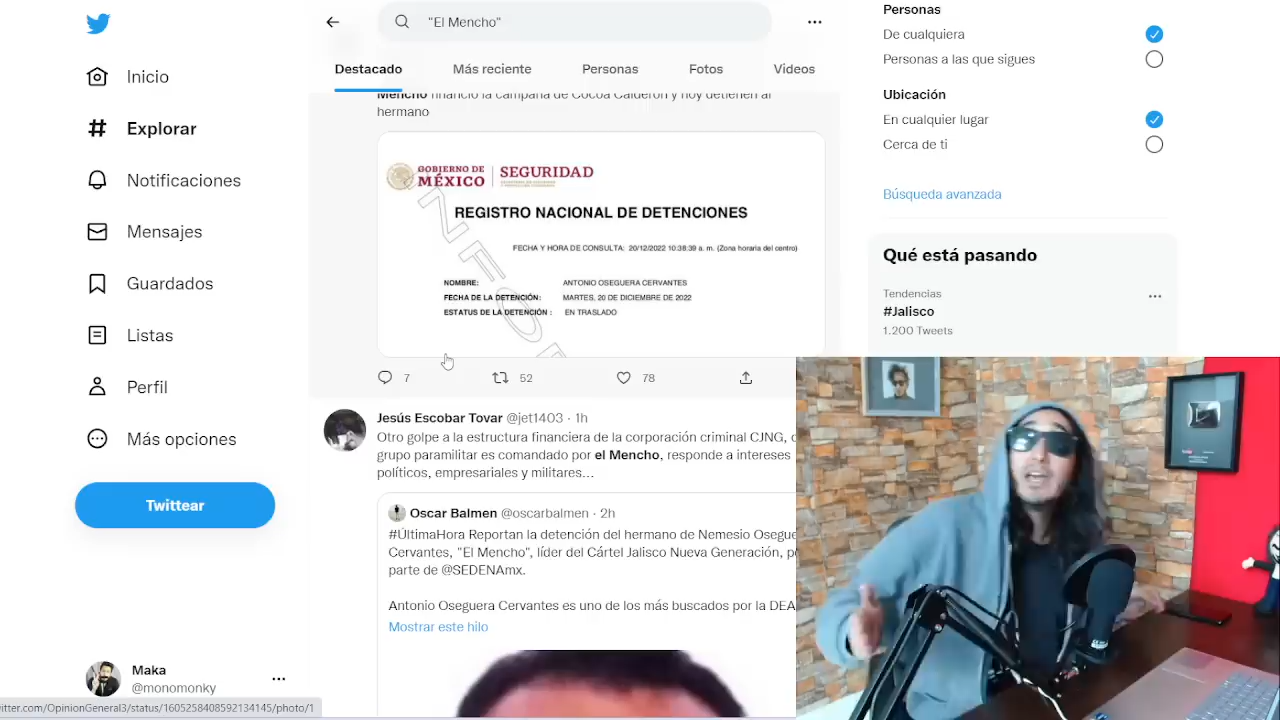 "El Mencho"
Inicio
Explorar
Notificaciones
Mensajes
Guardados
Listas
Perfil
Más opciones
Twittear
Maka
@monomonky
witter.com/OpinionGeneral3/status/1605258408592134145/photo/1
Destacado
Más reciente
Personas
Fotos
Videos
Mencho financió la campaña de Cocoa Calderón y hoy detienen al
hermano
GOBIERNO DE
MÉXICO
SEGURIDAD
REGISTRO NACIONAL DE DETENCIONES
FECHA Y HORA DE CONSULTA: 20/12/2022 10:38:39 a. m. (Zona horaria del centro)
NOMBRE: ANTONIO OSEGUERA CERVANTES
FECHA DE LA DETENCIÓN: MARTES, 20 DE DICIEMBRE DE 2022
ESTATUS DE LA DETENCIÓN : EN TRASLADO
7 52 78
Jesús Escobar Tovar @jet1403 · 1h
Otro golpe a la estructura financiera de la corporación criminal CJNG,
grupo paramilitar es comandado por el Mencho, responde a intereses
políticos, empresariales y militares...
Oscar Balmen @oscarbalmen · 2h
#ÚltimaHora Reportan la detención del hermano de Nemesio Osegue
Cervantes, "El Mencho", líder del Cártel Jalisco Nueva Generación, p
parte de @SEDENAmx.
Antonio Oseguera Cervantes es uno de los más buscados por la DEA
Mostrar este hilo
Personas
De cualquiera
Personas a las que sigues
Ubicación
En cualquier lugar
Cerca de ti
Búsqueda avanzada
Qué está pasando
Tendencias
#Jalisco
1.200 Tweets